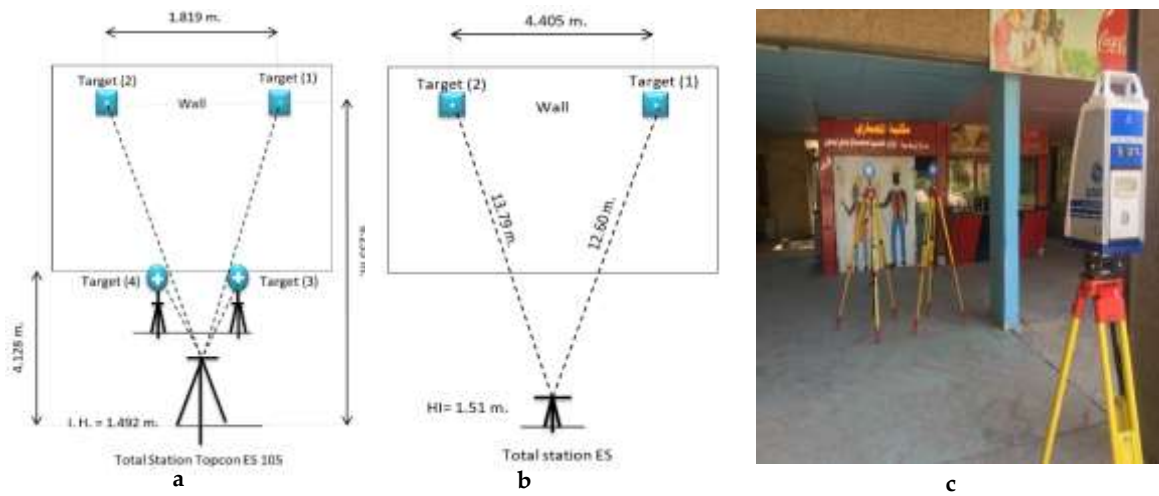 1.819 m.
Target (2)
Target (1)
Wall
Target (4)
Target (3)
4.128 m.
I. H. = 1.492 m.
Total Station Topcon ES 105
a
4.405 m.
Target (2)
Target (1)
Wall
13.79 m.
12.60 m.
HI= 1.51 m.
Total station ES
b
Coca
c